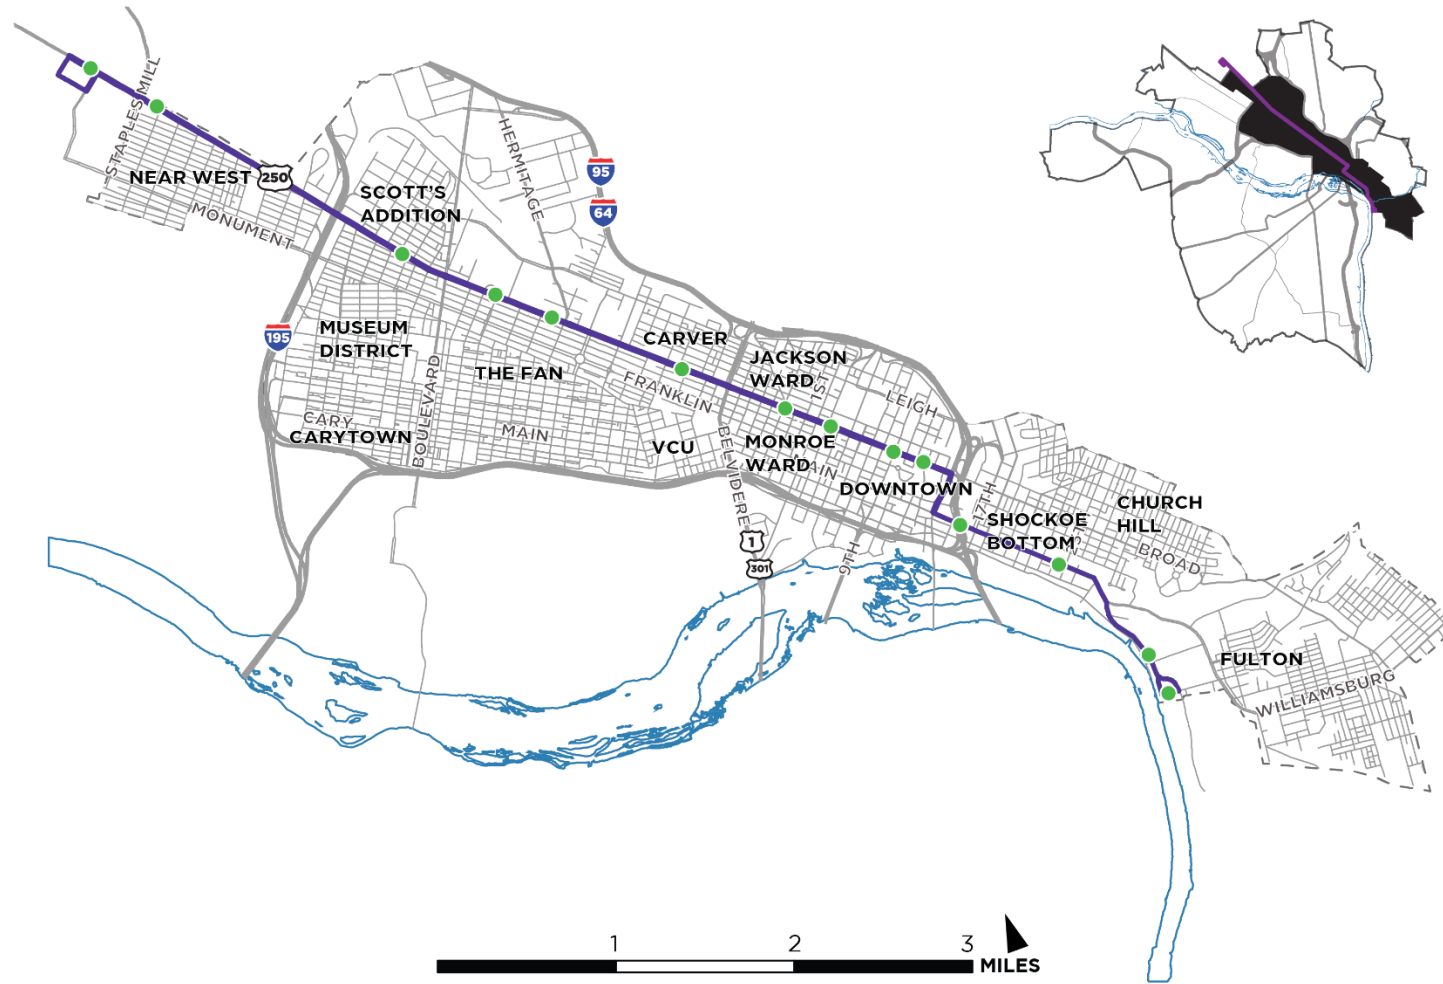 STAPLES MILL
NEAR WEST
250
MONUMENT
SCOTT'S
ADDITION
HERMITAGE
95
64
195
MUSEUM
DISTRICT
BOULEVARD
THE FAN
CARVER
FRANKLIN
JACKSON
WARD
1ST
LEIGH
CARY
CARYTOWN
MAIN
VCU
BELVIDERE
MONROE
WARD
MAIN
DOWNTOWN
17TH
SHOCKOE
BOTTOM
CHURCH
HILL
BROAD
1
301
9TH
FULTON
WILLIAMSBURG
1
2
3
MILES